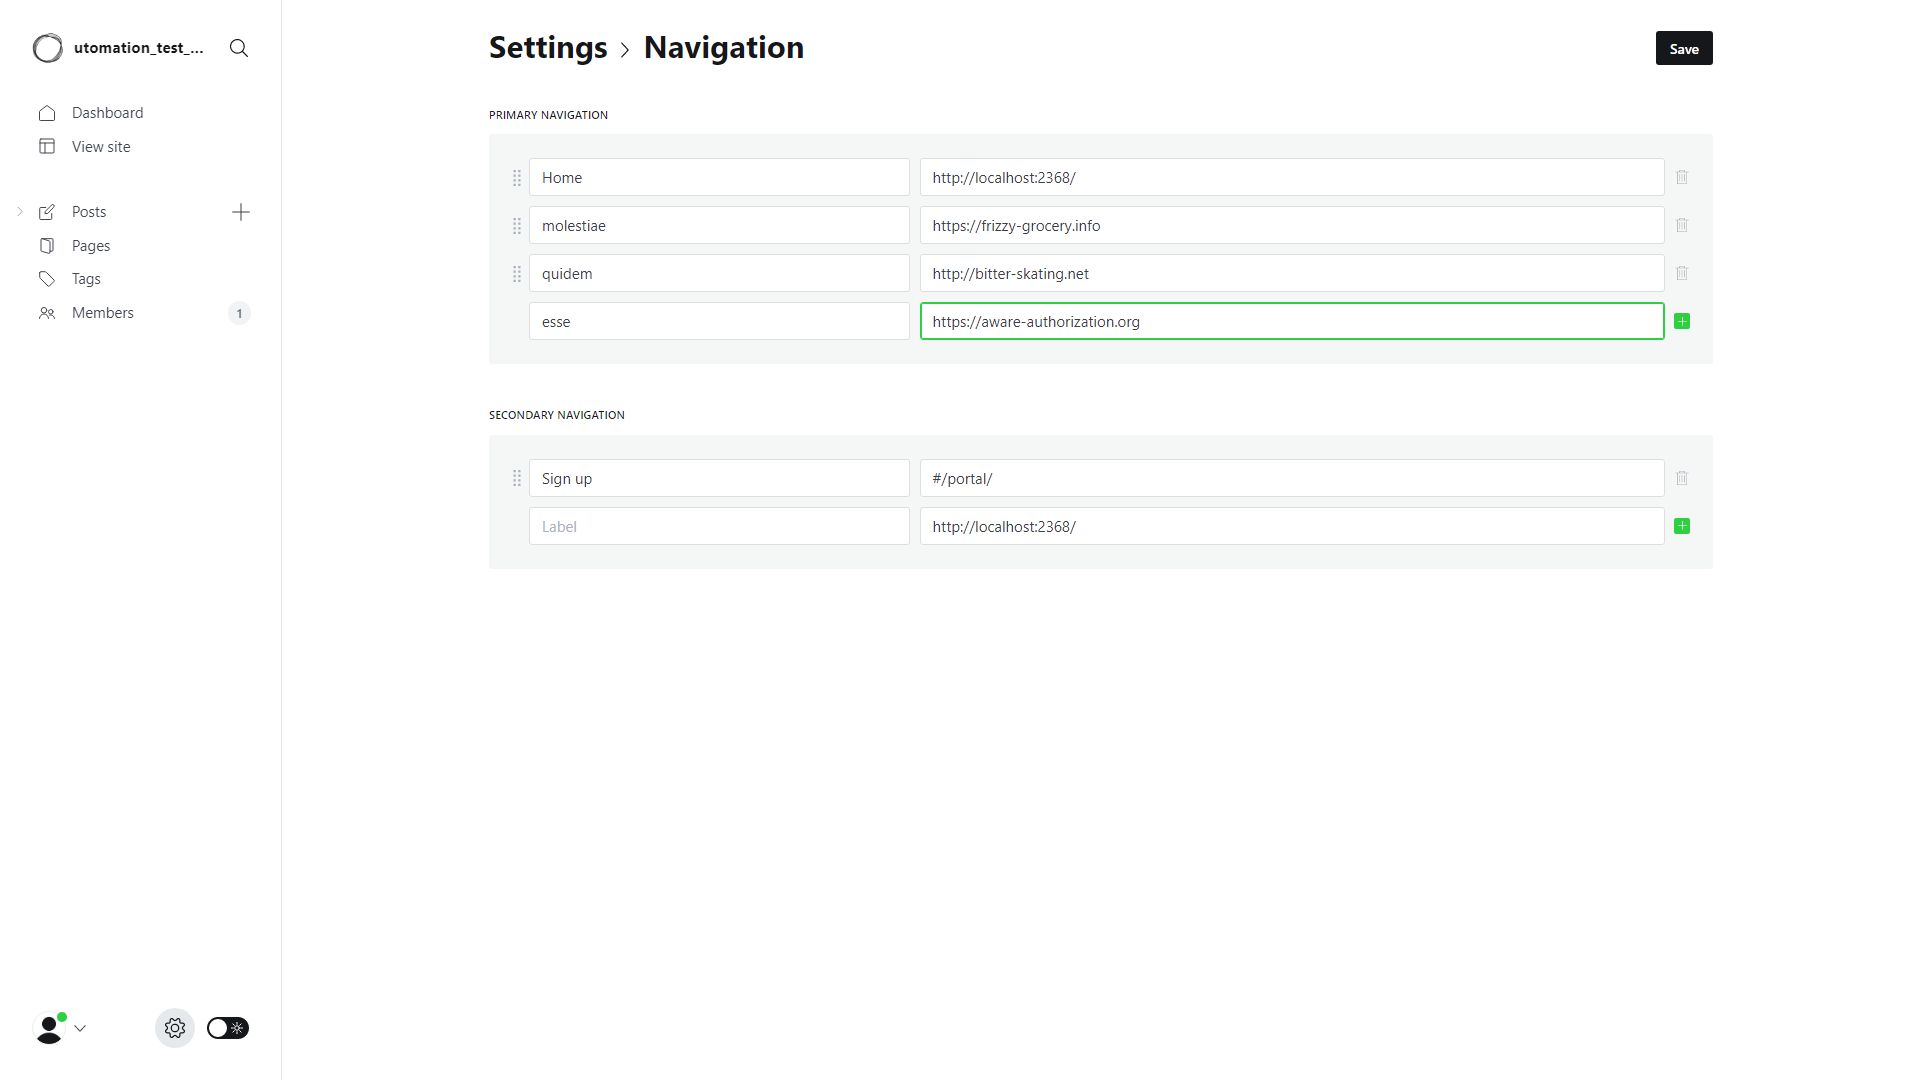 utomation_test_...
Dashboard
View site
Posts
Pages
Tags
Members
1
Settings > Navigation
Save
PRIMARY NAVIGATION
Home
http://localhost:2368/
molestiae
https://frizzy-grocery.info
quidem
http://bitter-skating.net
esse
https://aware-authorization.org
SECONDARY NAVIGATION
Sign up
#/portal/
Label
http://localhost:2368/